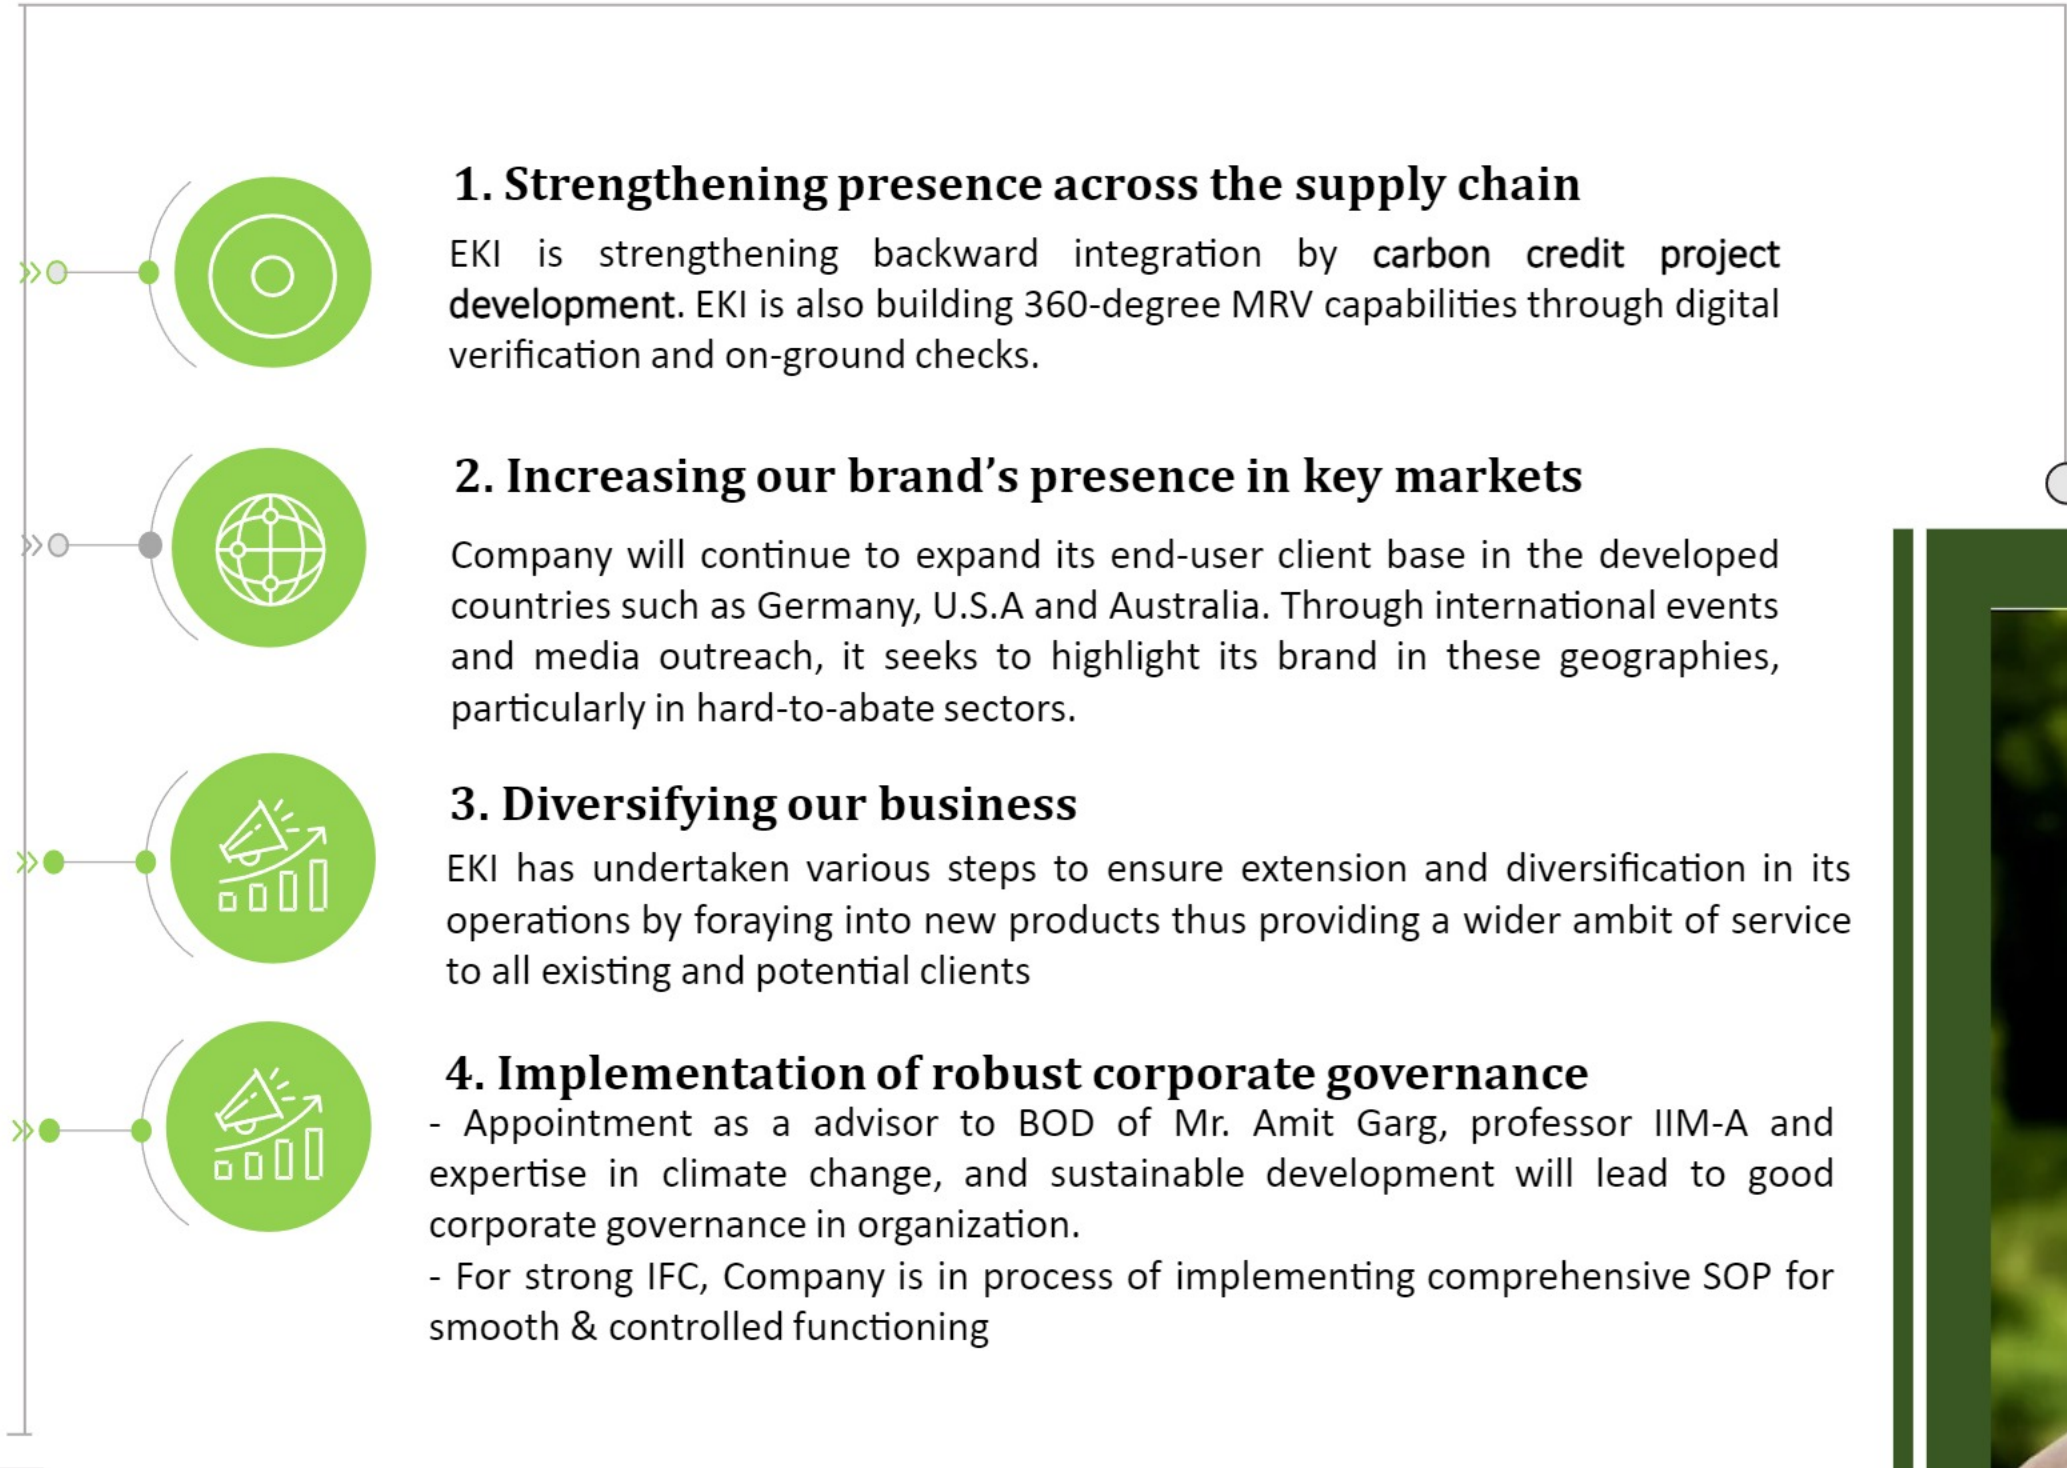 1. Strengthening presence across the supply chain
EKI is strengthening backward integration by carbon credit project
development. EKI is also building 360-degree MRV capabilities through digital
verification and on-ground checks.
2. Increasing our brand’s presence in key markets
Company will continue to expand its end-user client base in the developed
countries such as Germany, U.S.A and Australia. Through international events
and media outreach, it seeks to highlight its brand in these geographies,
particularly in hard-to-abate sectors.
3. Diversifying our business
EKI has undertaken various steps to ensure extension and diversification in its
operations by foraying into new products thus providing a wider ambit of service
to all existing and potential clients
4. Implementation of robust corporate governance
- Appointment as a advisor to BOD of Mr. Amit Garg, professor IIM-A and
expertise in climate change, and sustainable development will lead to good
corporate governance in organization.
- For strong IFC, Company is in process of implementing comprehensive SOP for
smooth & controlled functioning